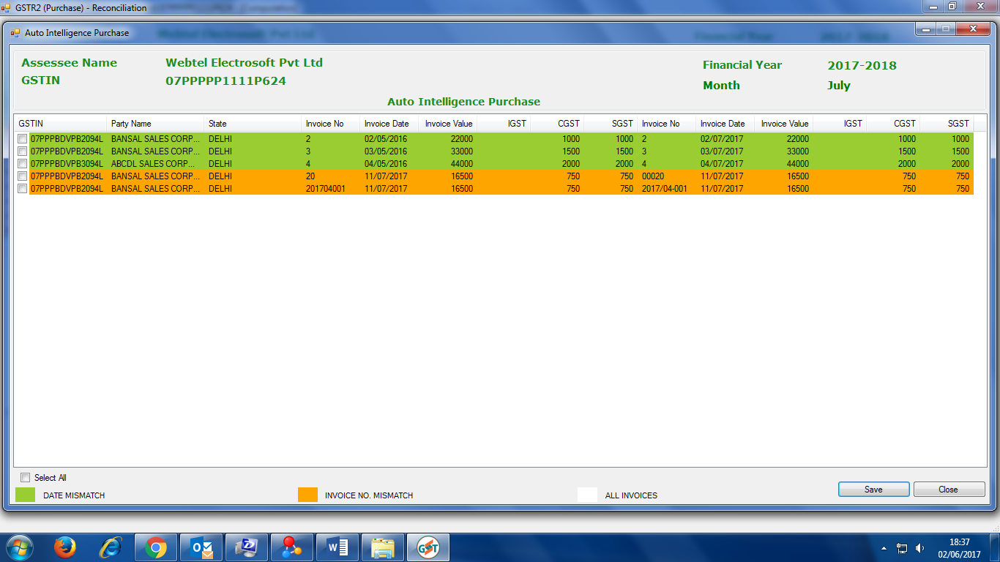 GSTR2 (Purchase) - Reconciliation
Auto Intelligence Purchase
Assessee Name Webtel Electrosoft Pvt Ltd Financial Year 2017-2018
GSTIN 07PPPPP1111P624 Month July
Auto Intelligence Purchase
GSTIN Party Name State Invoice No Invoice Date Invoice Value IGST CGST SGST Invoice No Invoice Date Invoice Value IGST CGST SGST
07PPPBDVPB2094L BANSAL SALES CORP... DELHI 2 02/05/2016 22000 1000 1000 2 02/07/2017 22000 1000 1000
07PPPBDVPB2094L BANSAL SALES CORP... DELHI 3 03/05/2016 33000 1500 1500 3 03/07/2017 33000 1500 1500
07PPPBDVPB3094L ABCDL SALES CORP... DELHI 4 04/05/2016 44000 2000 2000 4 04/07/2017 44000 2000 2000
07PPPBDVPB2094L BANSAL SALES CORP... DELHI 20 11/07/2017 16500 750 750 00020 11/07/2017 16500 750 750
07PPPBDVPB2094L BANSAL SALES CORP... DELHI 201704001 11/07/2017 16500 750 750 2017/04-001 11/07/2017 16500 750 750
Select All
DATE MISMATCH INVOICE NO. MISMATCH ALL INVOICES Save Close
18:37
02/06/2017